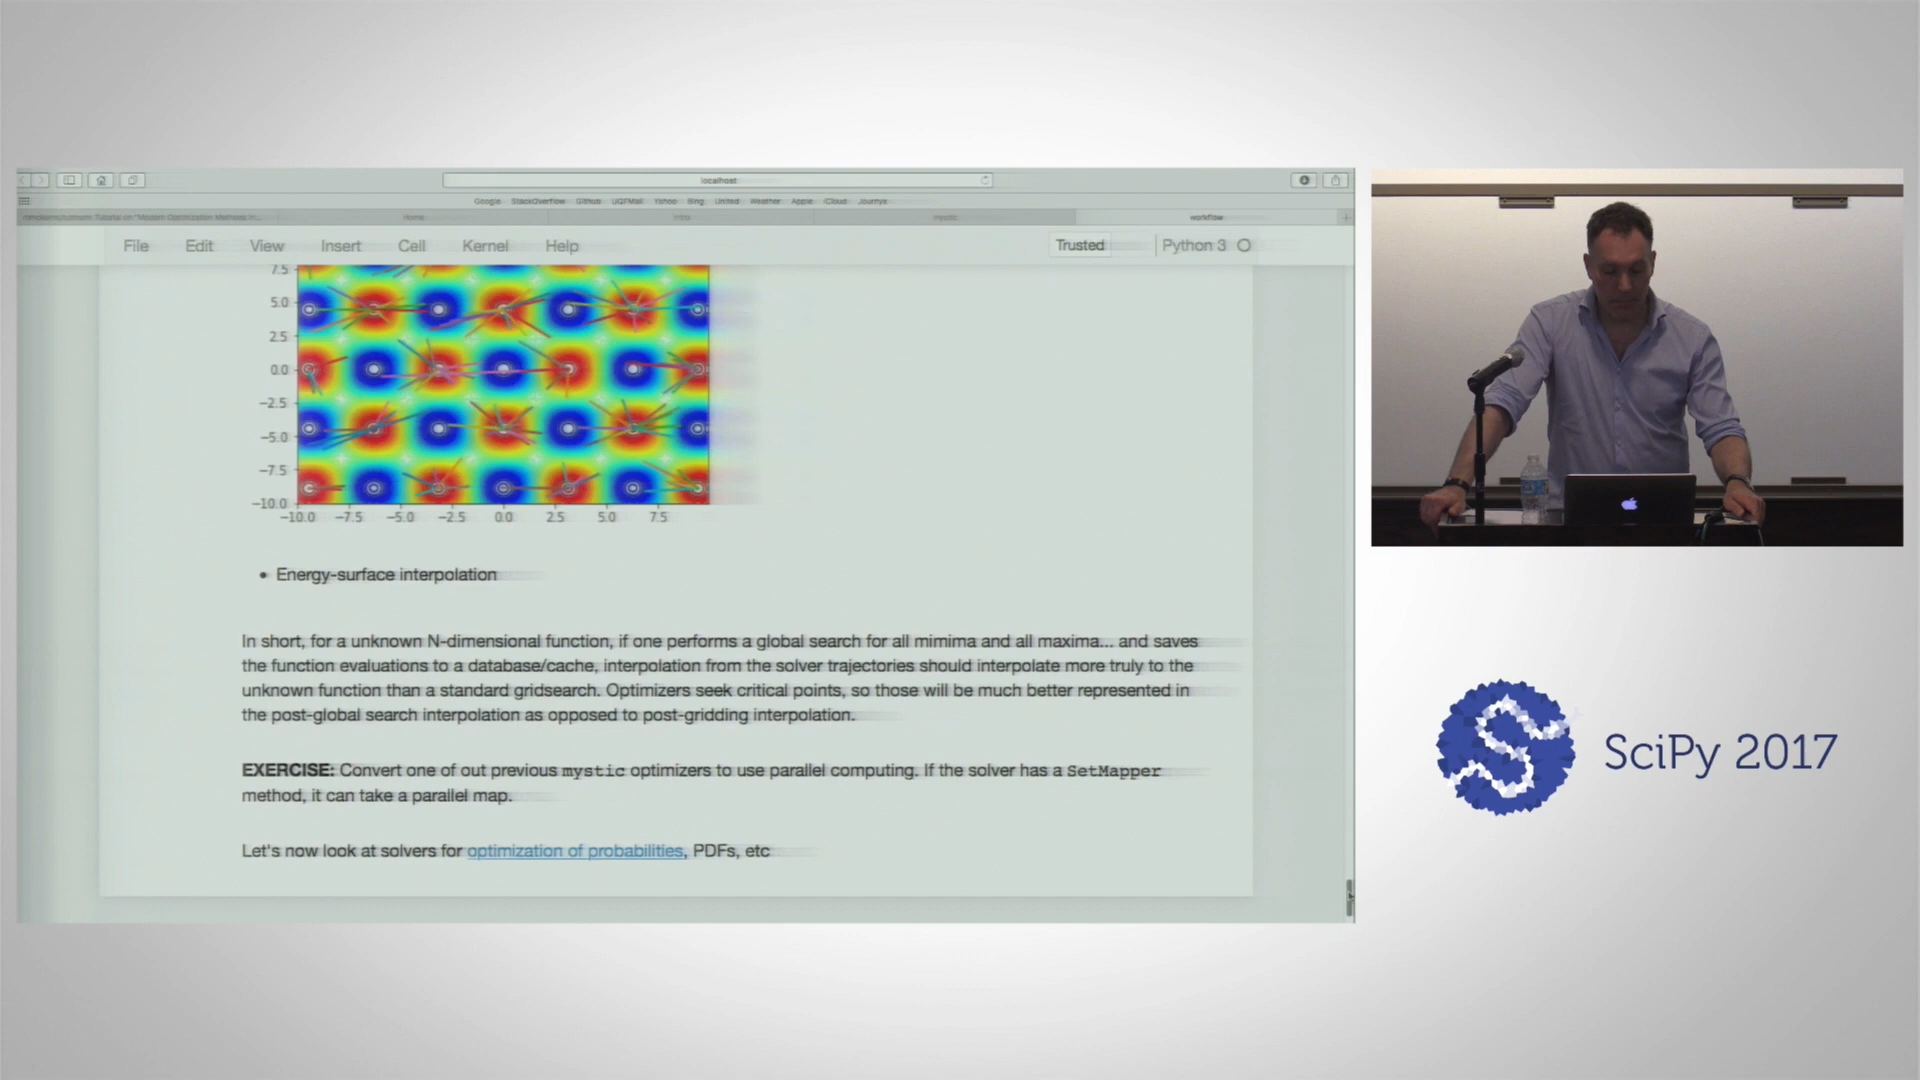 localhost
Google StackOverflow Github UQFMail Yahoo Bing United Weather Apple iCloud Journys
Home
mystic
workflow
File Edit View Insert Cell Kernel Help
Trusted
Python 3
7.5
5.0
2.5
0.0
−2.5
−5.0
−7.5
−10.0
−10.0 −7.5 −5.0 −2.5 0.0 2.5 5.0 7.5
• Energy-surface interpolation
In short, for a unknown N-dimensional function, if one performs a global search for all mimima and all maxima... and saves
the function evaluations to a database/cache, interpolation from the solver trajectories should interpolate more truly to the
unknown function than a standard gridsearch. Optimizers seek critical points, so those will be much better represented in
the post-global search interpolation as opposed to post-gridding interpolation.
EXERCISE: Convert one of out previous mystic optimizers to use parallel computing. If the solver has a SetMapper
method, it can take a parallel map.
Let's now look at solvers for optimization of probabilities, PDFs, etc
SciPy 2017